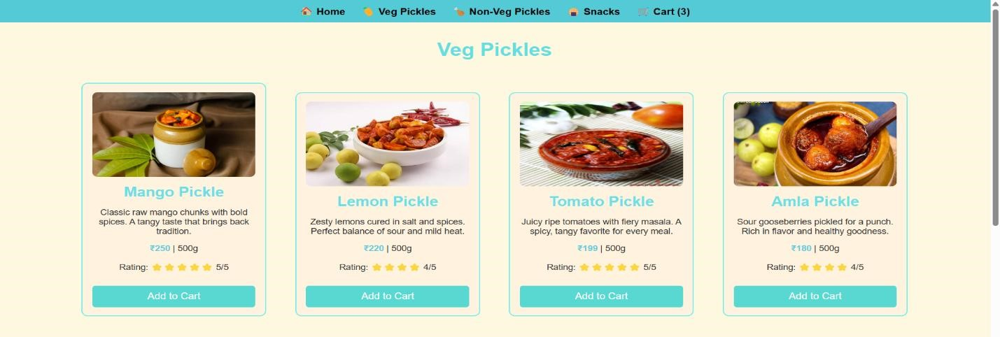 Home Veg Pickles Non-Veg Pickles Snacks Cart (3)
Veg Pickles
Mango Pickle
Classic raw mango chunks with bold
spices. A tangy taste that brings back
tradition.
₹250 | 500g
Rating: ⭐⭐⭐⭐⭐ 5/5
Add to Cart
Lemon Pickle
Zesty lemons cured in salt and spices.
Perfect balance of sour and mild heat.
₹220 | 500g
Rating: ⭐⭐⭐⭐ 4/5
Add to Cart
Tomato Pickle
Juicy ripe tomatoes with fiery masala. A
spicy, tangy favorite for every meal.
₹199 | 500g
Rating: ⭐⭐⭐⭐⭐ 5/5
Add to Cart
Amla Pickle
Sour gooseberries pickled for a punch.
Rich in flavor and healthy goodness.
₹180 | 500g
Rating: ⭐⭐⭐⭐ 4/5
Add to Cart